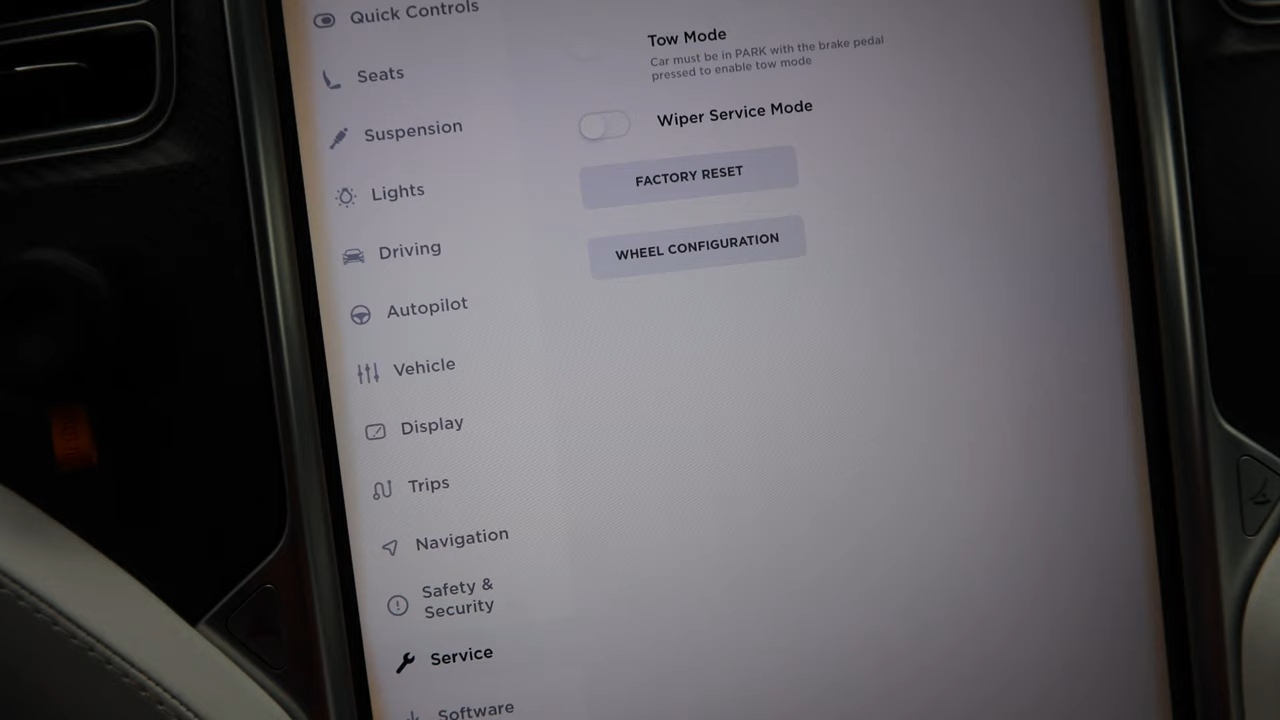 Quick Controls
Seats
Suspension
Lights
Driving
Autopilot
Vehicle
Display
Trips
Navigation
Safety &
Security
Service
Software
Tow Mode
Car must be in PARK with the brake pedal
pressed to enable tow mode
Wiper Service Mode
FACTORY RESET
WHEEL CONFIGURATION